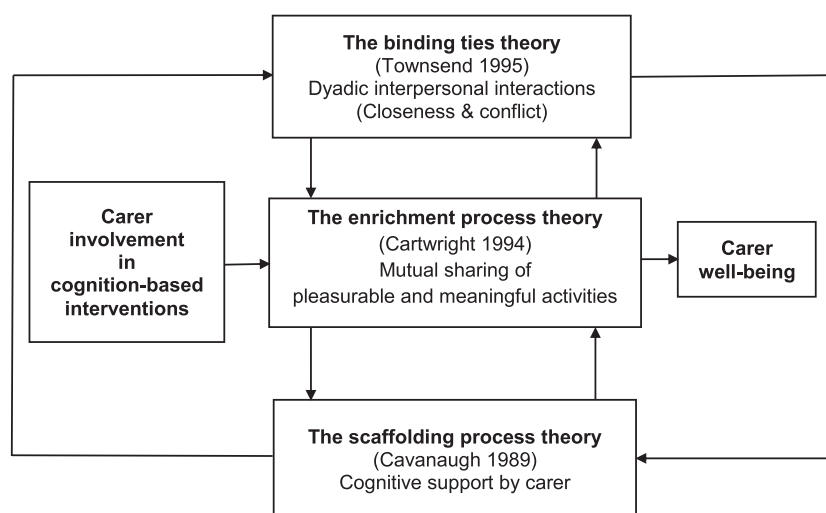 The binding ties theory
(Townsend 1995)
Dyadic interpersonal interactions
(Closeness & conflict)
Carer
involvement
in
cognition-based
interventions
The enrichment process theory
(Cartwright 1994)
Mutual sharing of
pleasurable and meaningful activities
Carer
well-being
The scaffolding process theory
(Cavanaugh 1989)
Cognitive support by carer